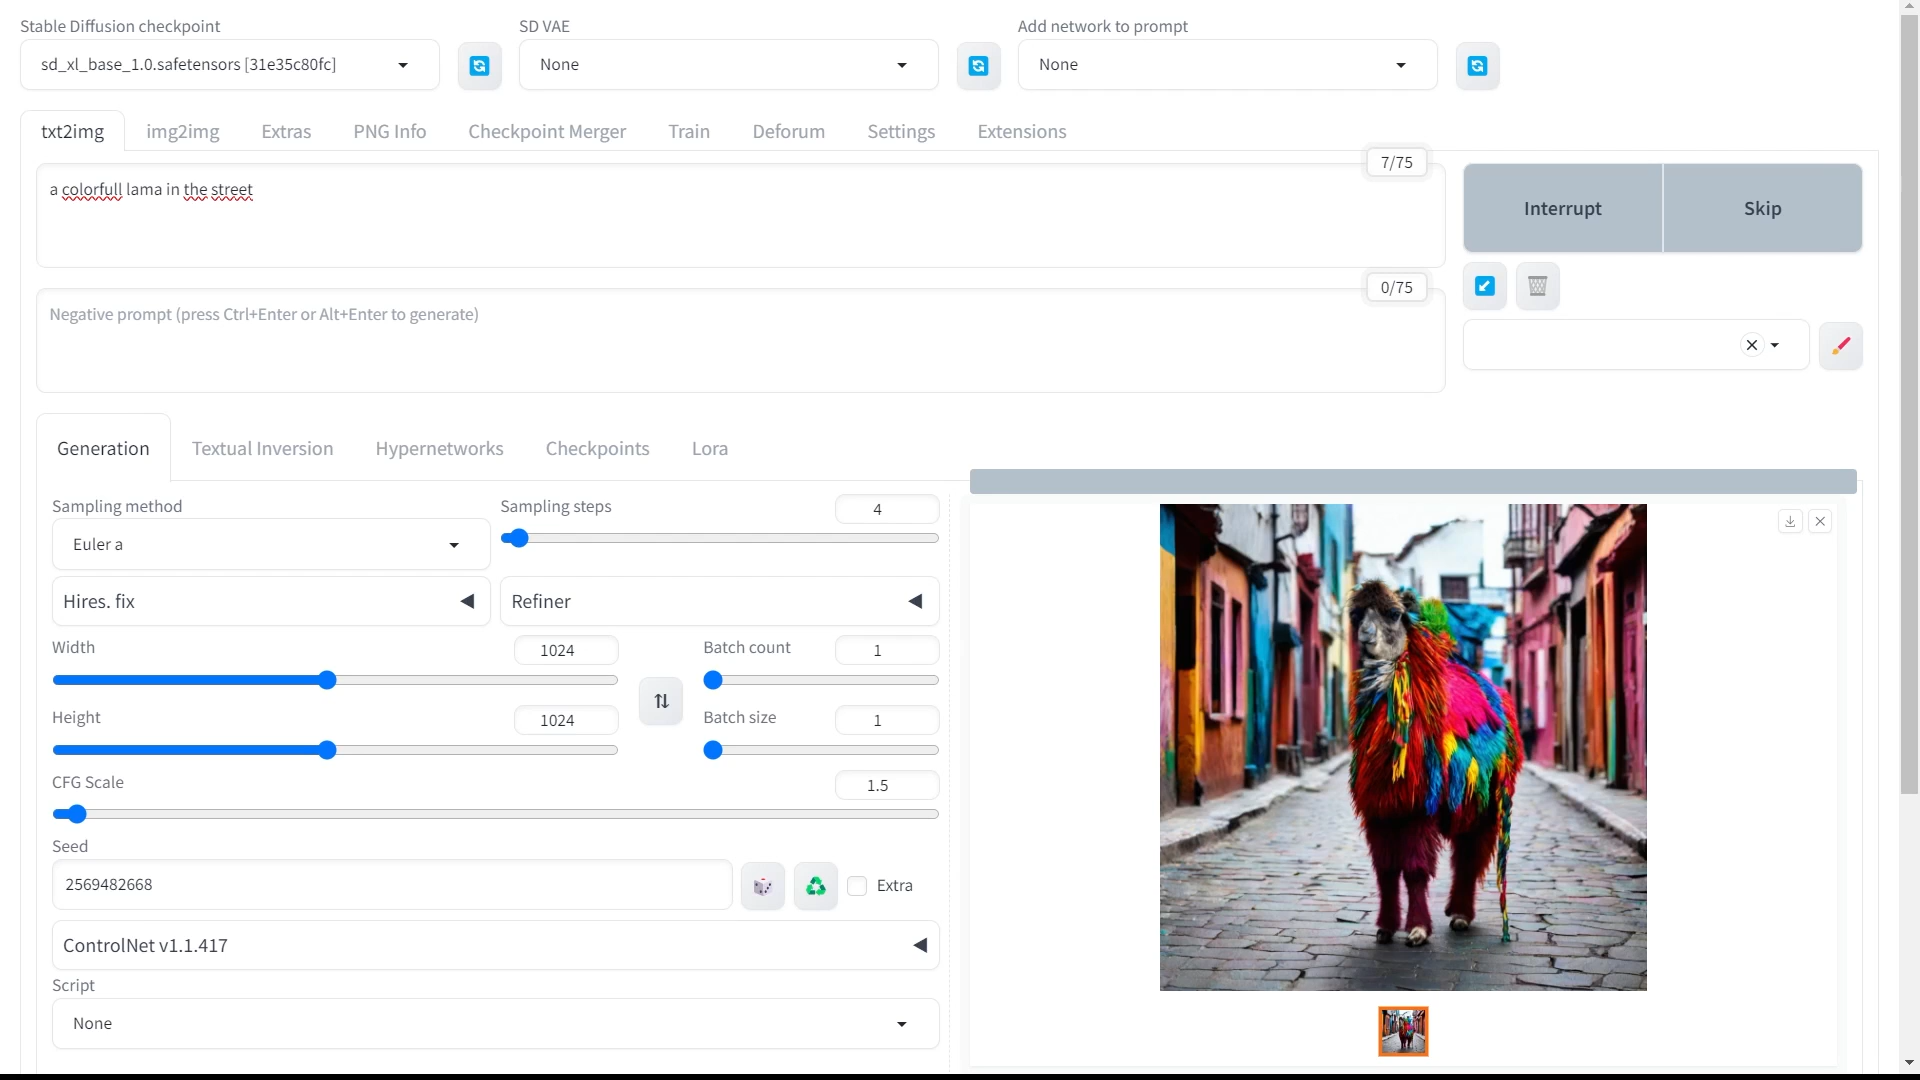 Stable Diffusion checkpoint
SD VAE
Add network to prompt
sd_xl_base_1.0.safetensors [31e35c80fc]
None
None
txt2img
img2img
Extras
PNG Info
Checkpoint Merger
Train
Deforum
Settings
Extensions
7/75
a colorfull lama in the street
Interrupt
Skip
0/75
Negative prompt (press Ctrl+Enter or Alt+Enter to generate)
Generation
Textual Inversion
Hypernetworks
Checkpoints
Lora
Sampling method
Sampling steps
4
Euler a
Hires. fix
Refiner
Width
1024
Batch count
1
Height
1024
Batch size
1
CFG Scale
1.5
Seed
2569482668
Extra
ControlNet v1.1.417
Script
None